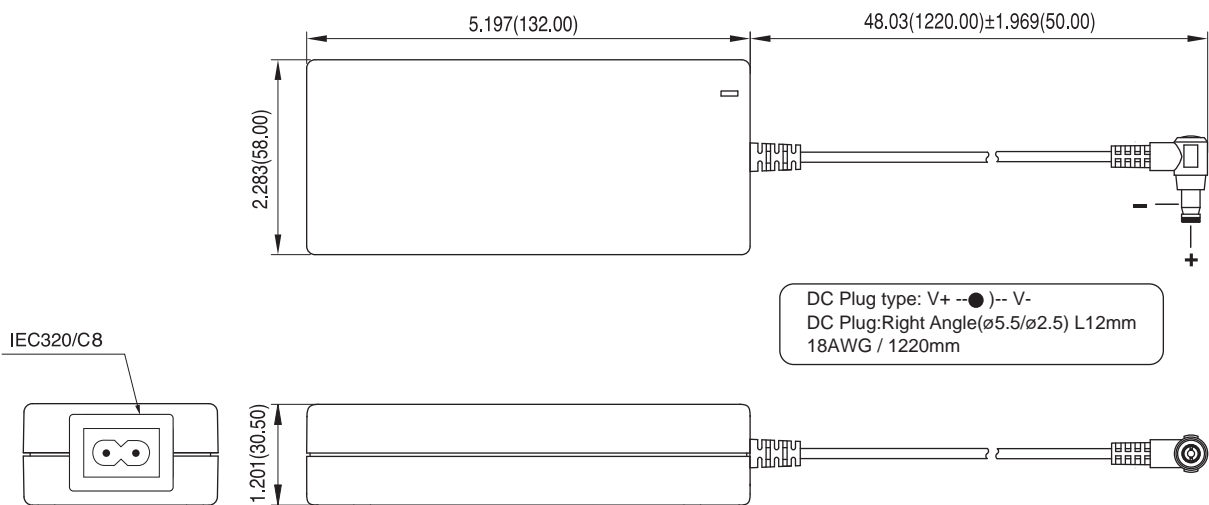 5.197(132.00)
48.03(1220.00)±1.969(50.00)
2.283(58.00)
-
+
DC Plug type: V+ --● )-- V-
DC Plug:Right Angle(ø5.5/ø2.5) L12mm
18AWG / 1220mm
IEC320/C8
1.201(30.50)